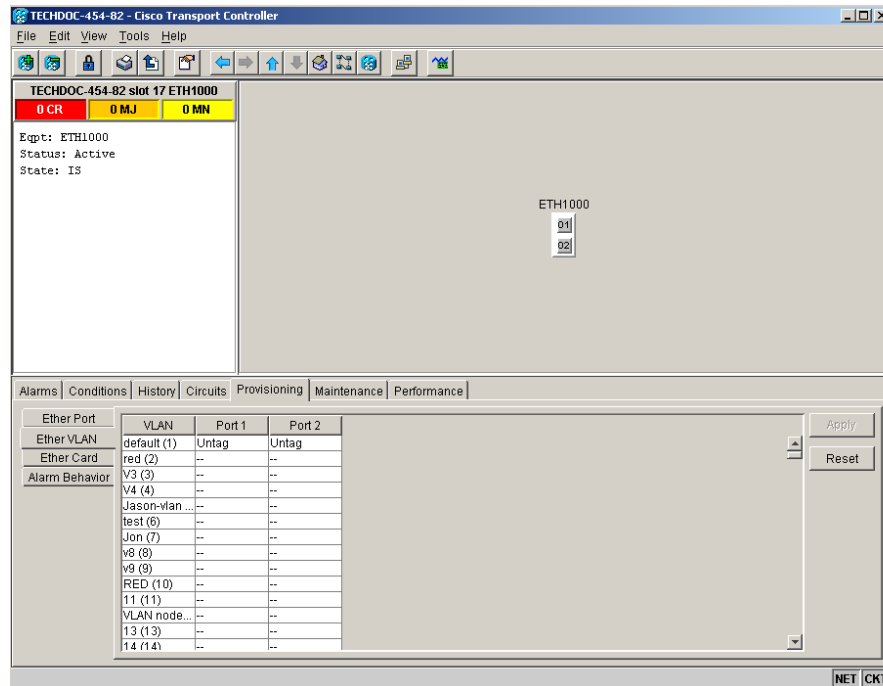 TECHDOC-454-82 - Cisco Transport Controller
File Edit View Tools Help
TECHDOC-454-82 slot 17 ETH1000
0 CR 0 MJ 0 MN
Eqpt: ETH1000
Status: Active
State: IS
ETH1000
01
02
Alarms Conditions History Circuits Provisioning Maintenance Performance
Ether Port
Ether VLAN
Ether Card
Alarm Behavior
VLAN Port 1 Port 2
default (1) Untag Untag
red (2) -- --
V3 (3) -- --
V4 (4) -- --
Jason-vlan ... -- --
test (6) -- --
Jon (7) -- --
v8 (8) -- --
v9 (9) -- --
RED (10) -- --
11 (11) -- --
VLAN node... -- --
13 (13) -- --
14 (14) -- --
Apply
Reset
NET CKT